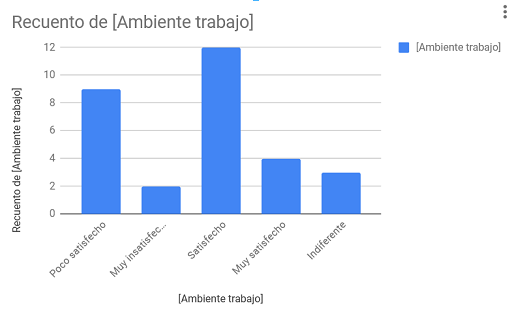 Recuento de [Ambiente trabajo]
[Ambiente trabajo]
Recuento de [Ambiente trabajo]
12
10
8
6
4
2
0
Poco satisfecho
Muy insatisfec...
Satisfecho
Muy satisfecho
Indiferente
[Ambiente trabajo]